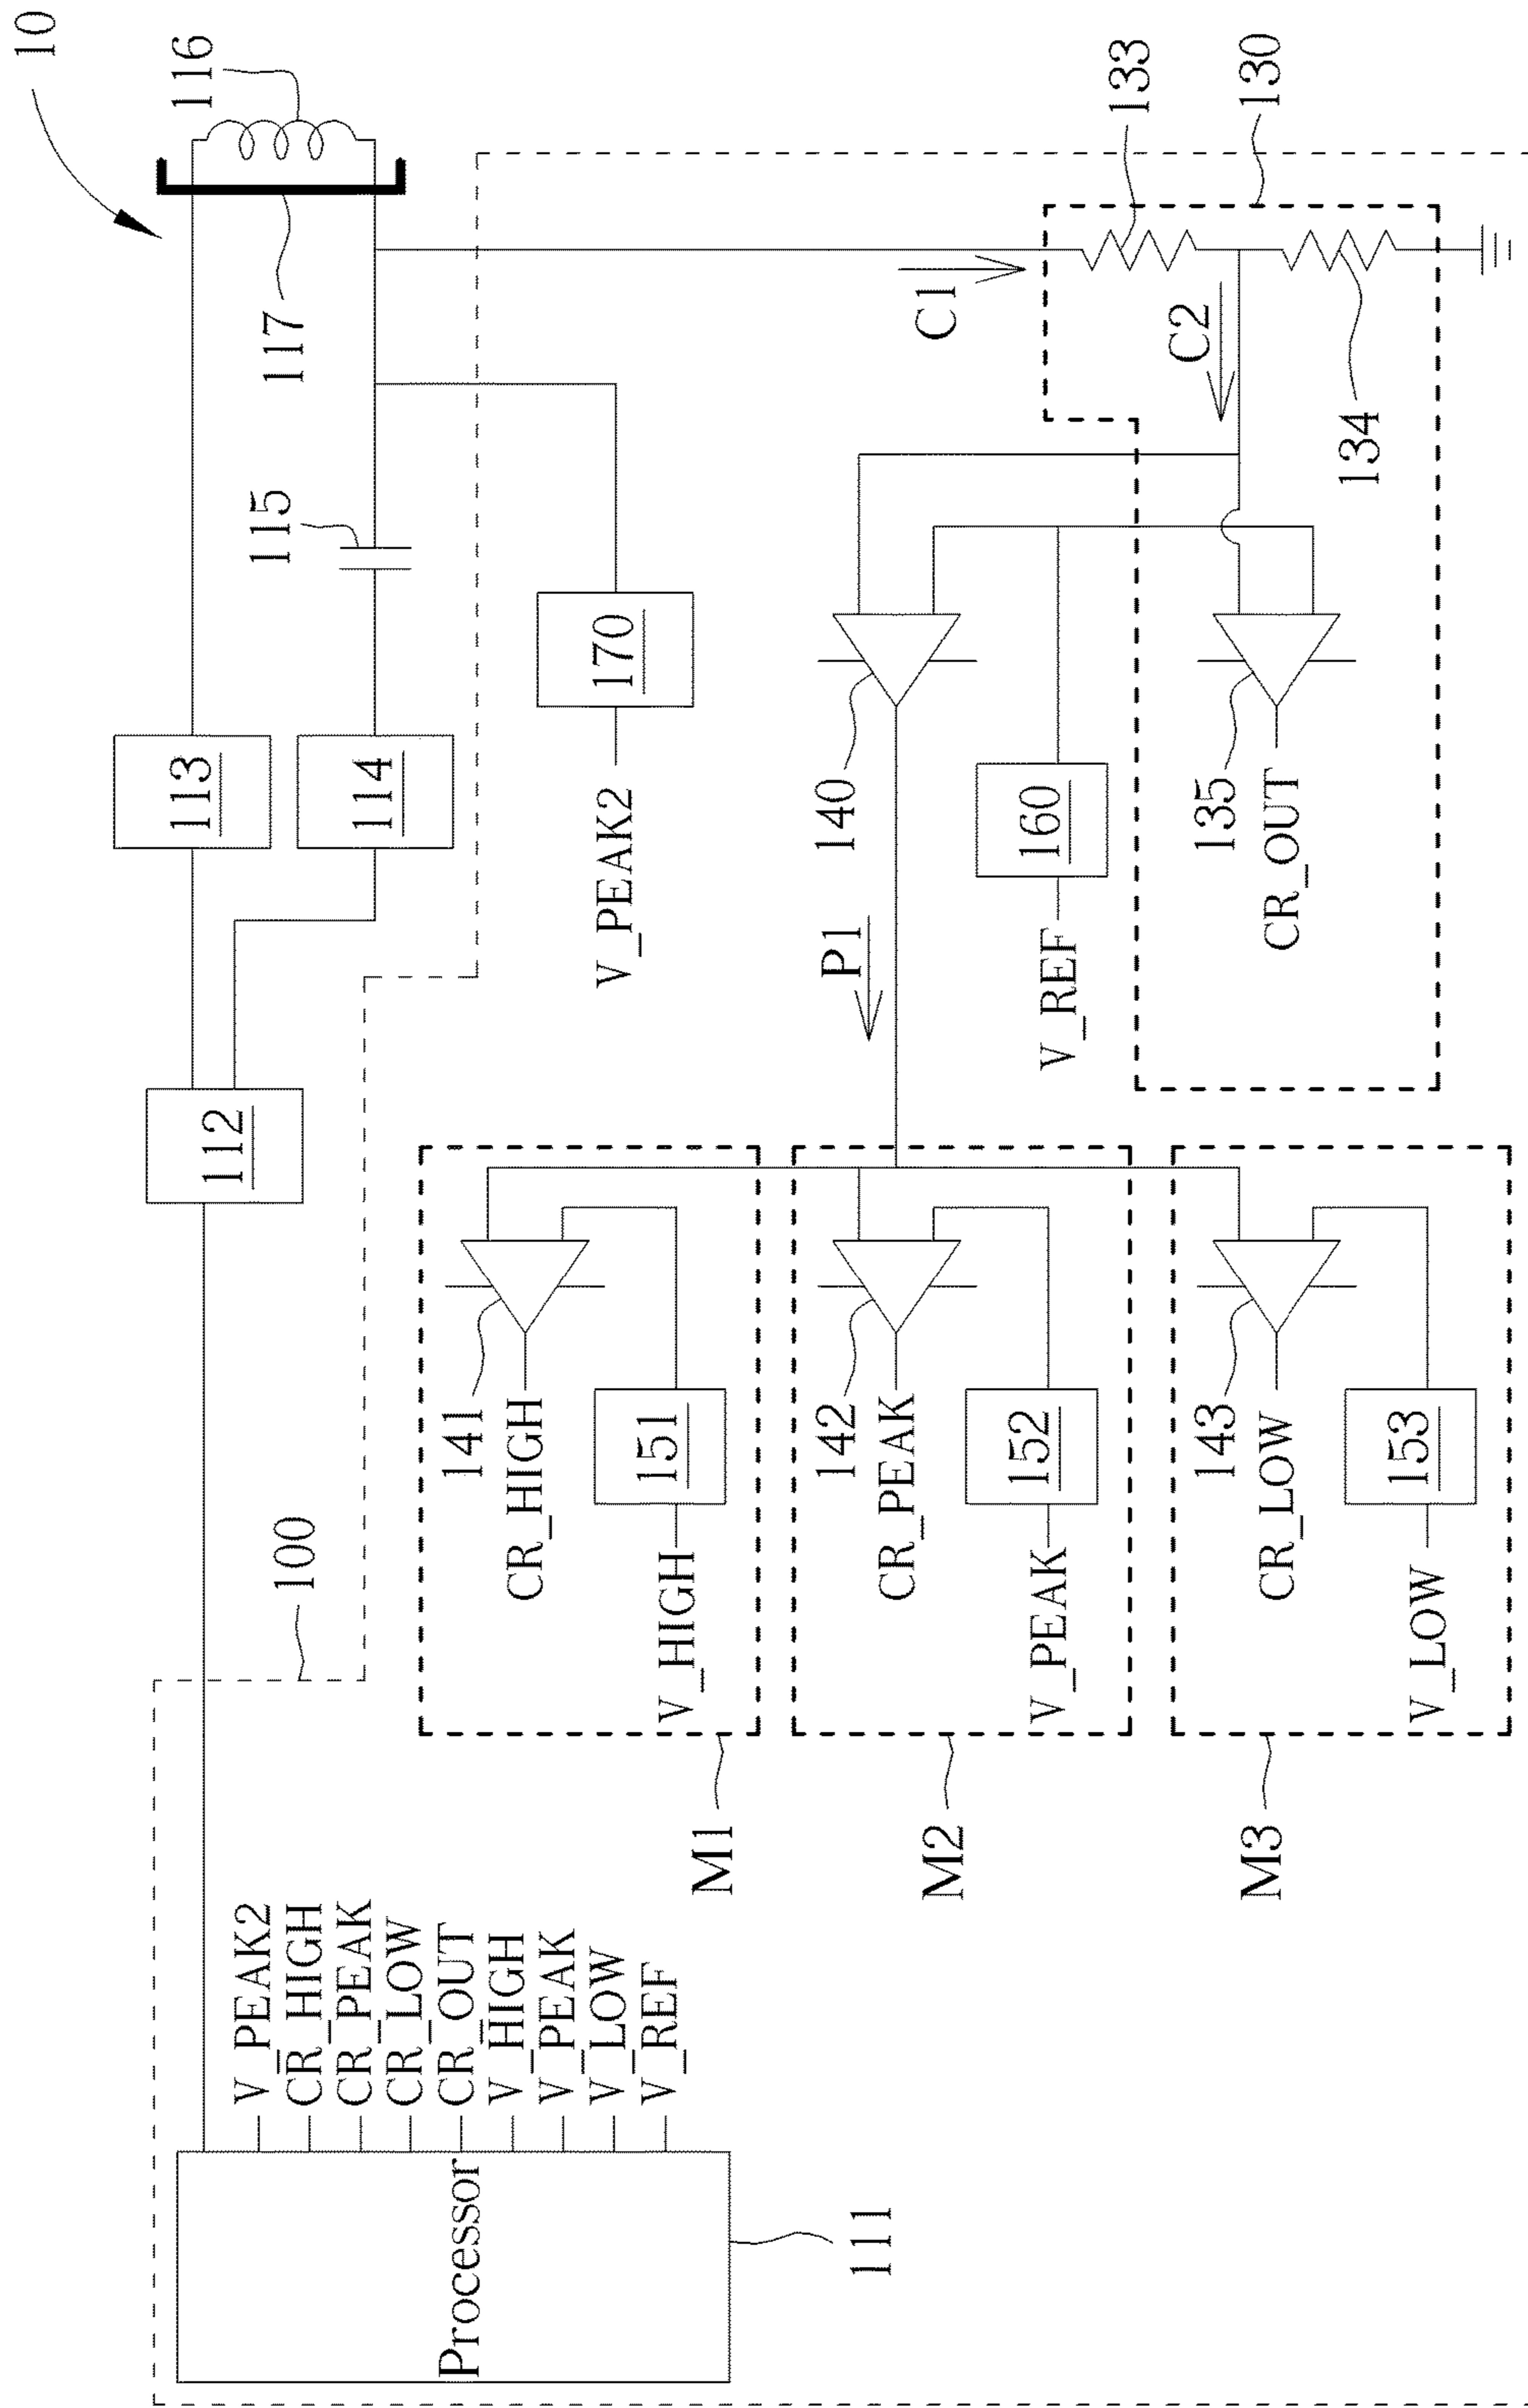 10
116
117
115
113
114
112
100
170
V_PEAK2
C1
133
130
C2
134
140
160
V_REF
135
CR_OUT
P1
141
CR_HIGH
151
V_HIGH
M1
142
CR_PEAK
152
V_PEAK
M2
143
CR_LOW
153
V_LOW
M3
V_PEAK2
CR_HIGH
CR_PEAK
CR_LOW
CR_OUT
V_HIGH
V_PEAK
V_LOW
V_REF
Processor
111